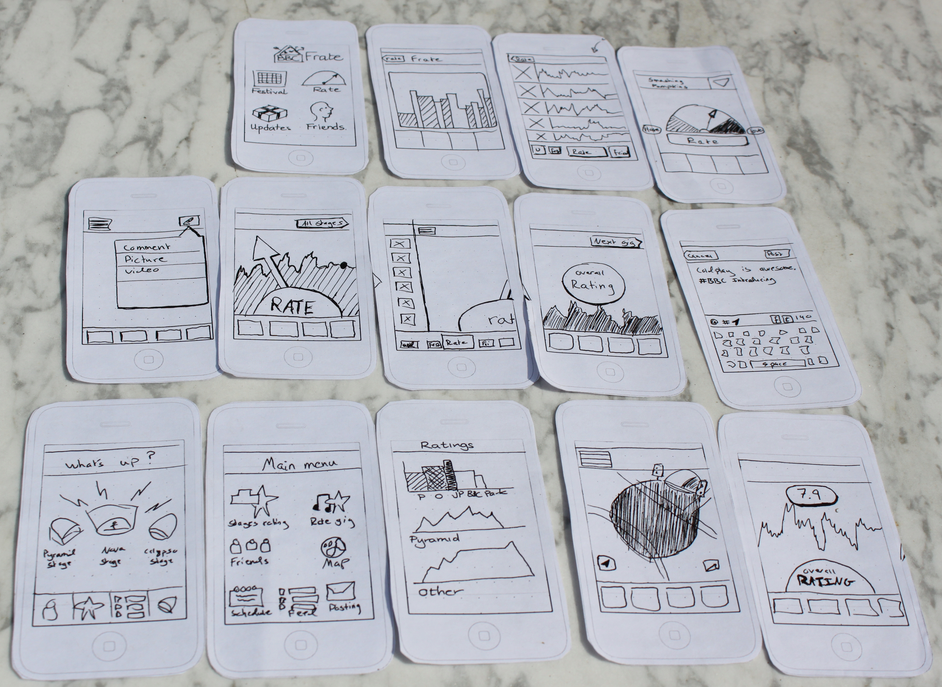 BBC Frate
Festival
Rate
Updates
Friends
Rate
Frate
Rate
Something
Rate
Comment
Picture
Video
All Stages
RATE
rat
Rate
Next gig
Overall
Rating
Cancel
Post
Coldplay is awesome.
#BBC Introducing
@ #
140
Space
What's up?
Pyramid
stage
Nova
stage
Calypso
stage
Main menu
Stages rating
Rate gig
Friends
Map
Schedule
Feed
Posting
Ratings
P O JP BBC Park
Pyramid
Other
7.9
Overall
RATING